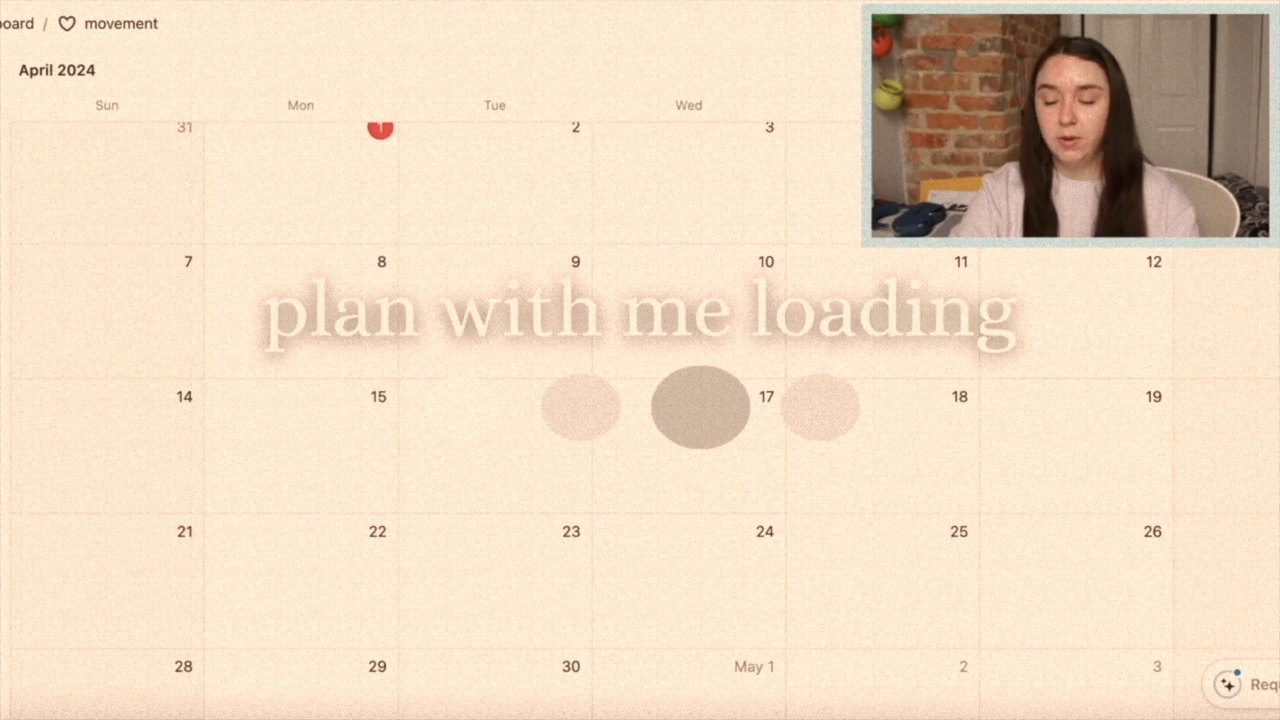 board / movement
April 2024
Sun Mon Tue Wed
31 1 2 3
7 8 9 10 11 12
plan with me loading
14 15 17 18 19
21 22 23 24 25 26
28 29 30 May 1 2 3